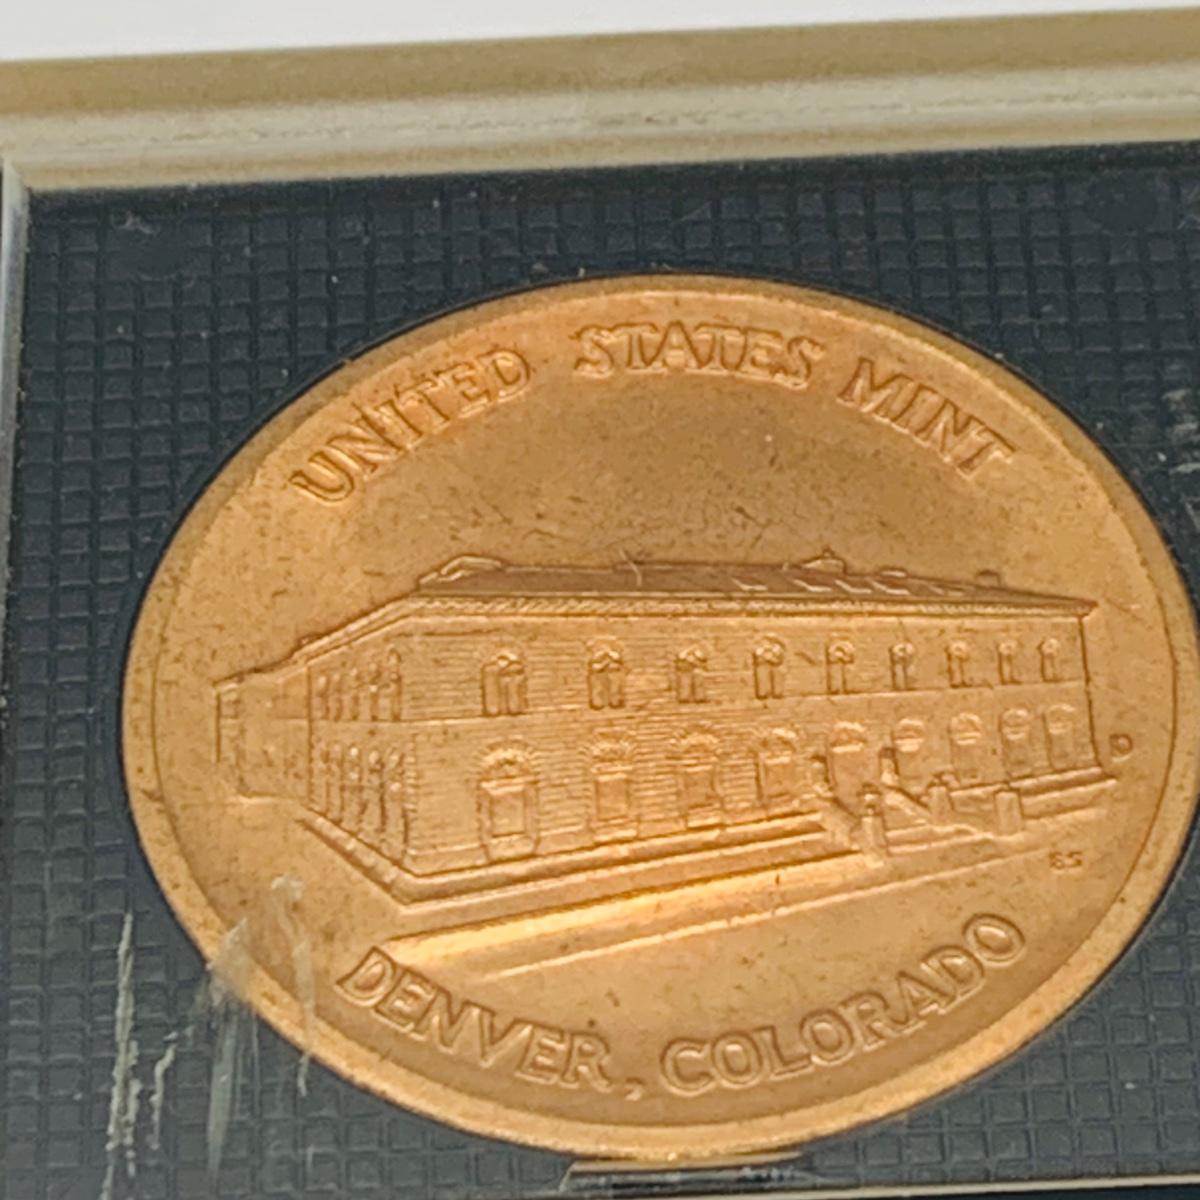 UNITED STATES MINT
D
DENVER, COLORADO